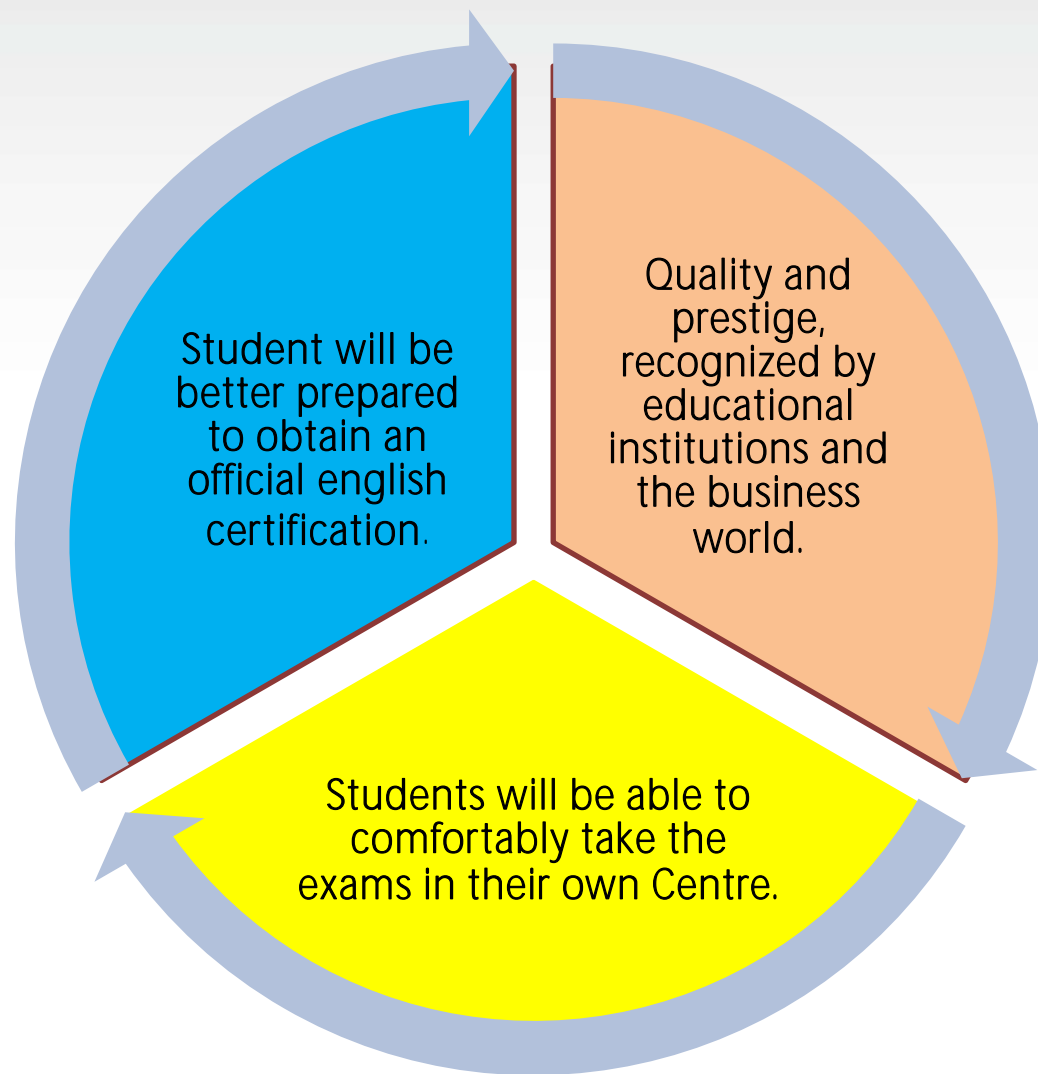 Student will be
better prepared
to obtain an
official english
certification.
Quality and
prestige,
recognized by
educational
institutions and
the business
world.
Students will be able to
comfortably take the
exams in their own Centre.